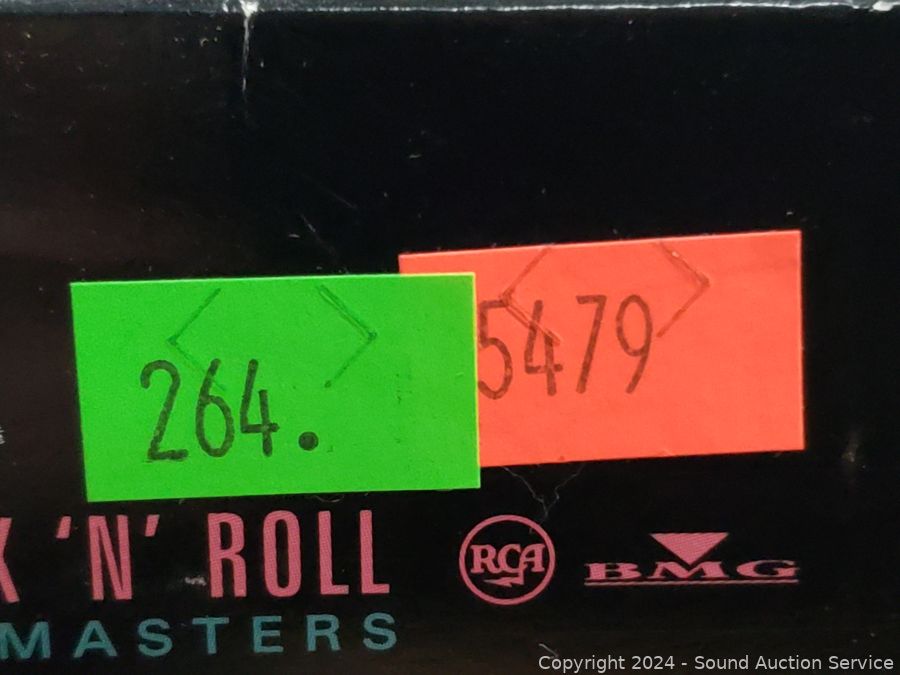 264.
5479
K 'N' ROLL
MASTERS
RCA
BMG
Copyright 2024 - Sound Auction Service